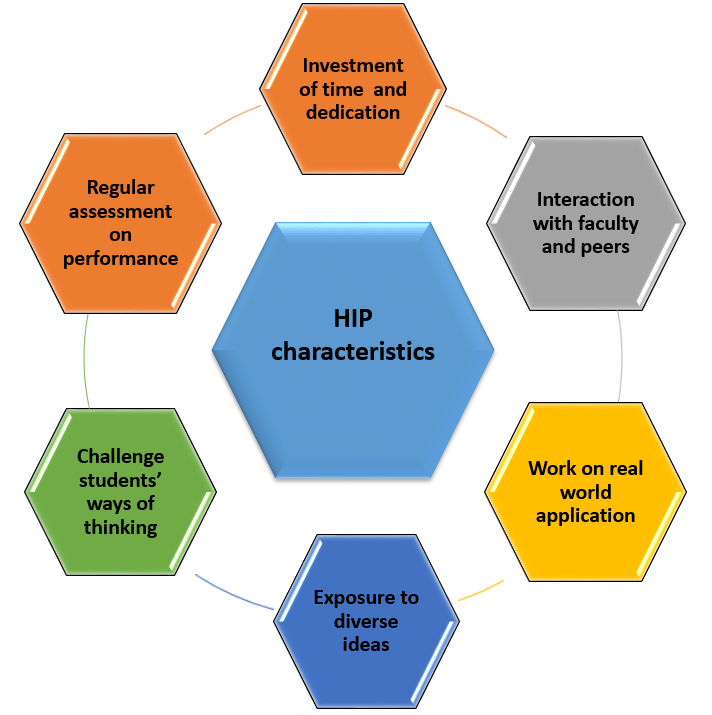 Investment
of time and
dedication
Interaction
with faculty
and peers
Work on real
world
application
Exposure to
diverse
ideas
Challenge
students’
ways of
thinking
Regular
assessment
on
performance
HIP
characteristics